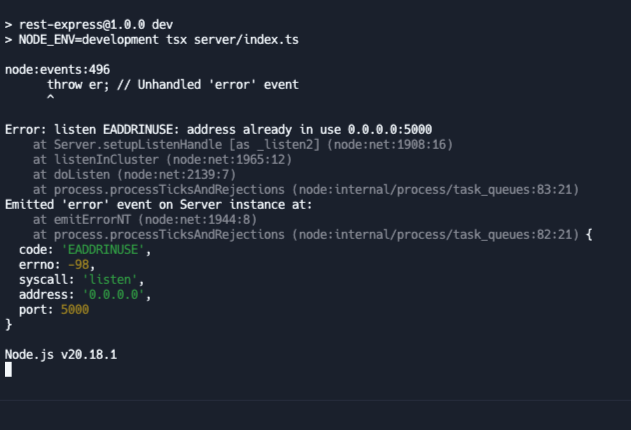 > rest-express@1.0.0 dev
> NODE_ENV=development tsx server/index.ts

node:events:496
      throw er; // Unhandled 'error' event
      ^

Error: listen EADDRINUSE: address already in use 0.0.0.0:5000
    at Server.setupListenHandle [as _listen2] (node:net:1908:16)
    at listenInCluster (node:net:1965:12)
    at doListen (node:net:2139:7)
    at process.processTicksAndRejections (node:internal/process/task_queues:83:21)
Emitted 'error' event on Server instance at:
    at emitErrorNT (node:net:1944:8)
    at process.processTicksAndRejections (node:internal/process/task_queues:82:21) {
  code: 'EADDRINUSE',
  errno: -98,
  syscall: 'listen',
  address: '0.0.0.0',
  port: 5000
}

Node.js v20.18.1